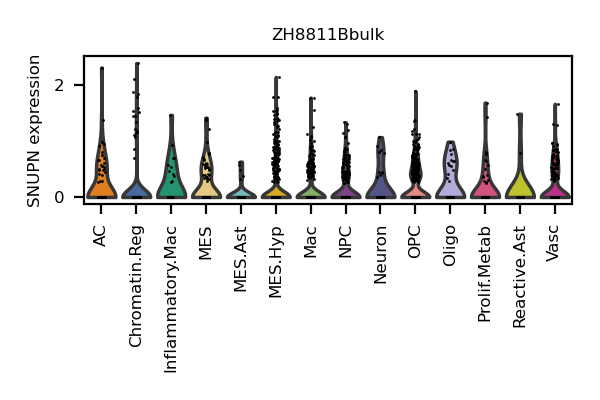 ZH8811Bbulk
SNUPN expression
2
0
AC
Chromatin.Reg
Inflammatory.Mac
MES
MES.Ast
MES.Hyp
Mac
NPC
Neuron
OPC
Oligo
Prolif.Metab
Reactive.Ast
Vasc